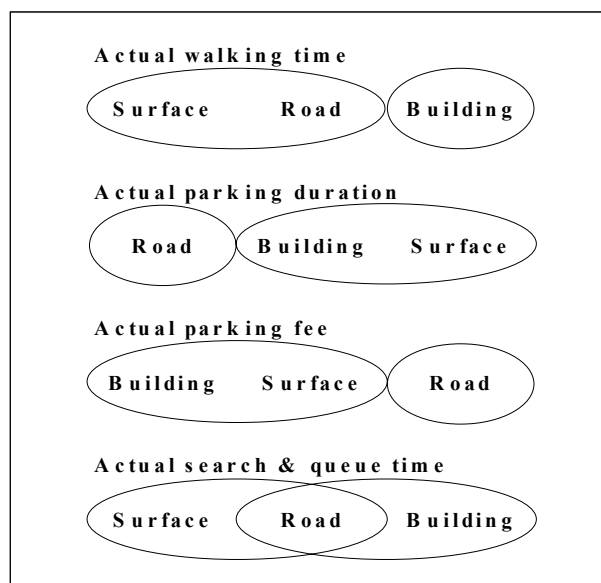 Actual walking time
Surface Road Building
Actual parking duration
Road Building Surface
Actual parking fee
Building Surface Road
Actual search & queue time
Surface Road Building